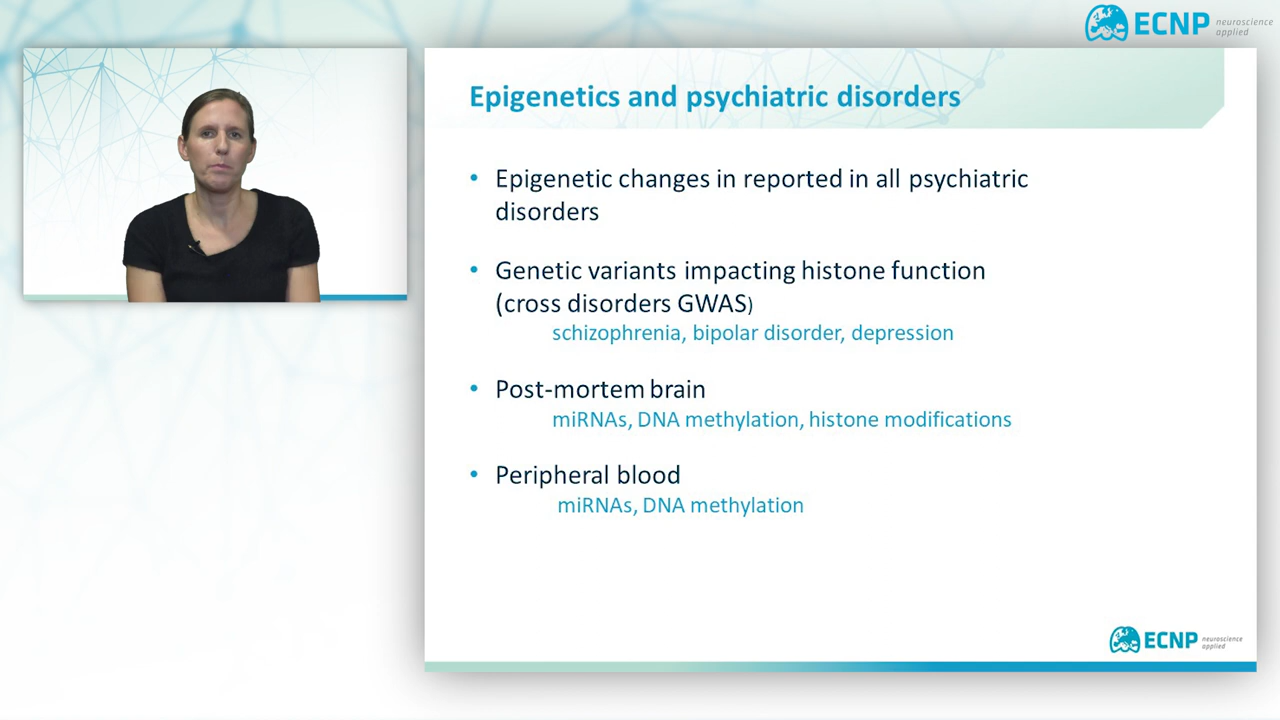 ECNP neuroscience
applied
Epigenetics and psychiatric disorders
• Epigenetic changes in reported in all psychiatric
disorders
• Genetic variants impacting histone function
(cross disorders GWAS)
schizophrenia, bipolar disorder, depression
• Post-mortem brain
miRNAs, DNA methylation, histone modifications
• Peripheral blood
miRNAs, DNA methylation
ECNP neuroscience
applied